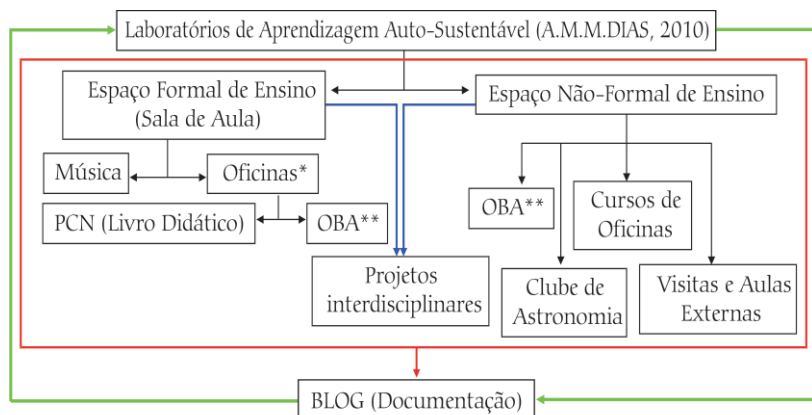 Laboratórios de Aprendizagem Auto-Sustentável (A.M.M.DIAS, 2010)
Espaço Formal de Ensino
(Sala de Aula)
Espaço Não-Formal de Ensino
Música
Oficinas*
PCN (Livro Didático)
OBA**
Projetos
interdisciplinares
OBA**
Cursos de
Oficinas
Clube de
Astronomia
Visitas e Aulas
Externas
BLOG (Documentação)